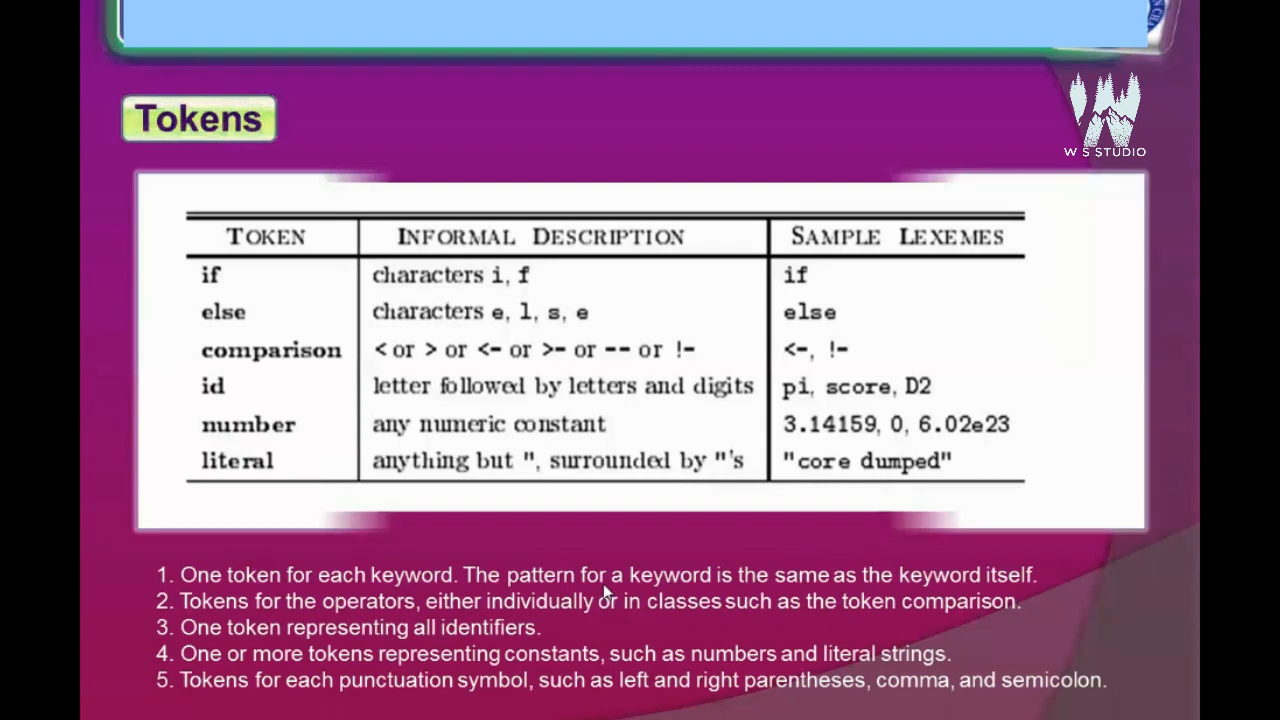 Tokens
W S STUDIO
TOKEN INFORMAL DESCRIPTION SAMPLE LEXEMES
if characters i, f if
else characters e, l, s, e else
comparison < or > or <= or >= or == or != <=, !=
id letter followed by letters and digits pi, score, D2
number any numeric constant 3.14159, 0, 6.02e23
literal anything but ", surrounded by "'s "core dumped"
1. One token for each keyword. The pattern for a keyword is the same as the keyword itself.
2. Tokens for the operators, either individually or in classes such as the token comparison.
3. One token representing all identifiers.
4. One or more tokens representing constants, such as numbers and literal strings.
5. Tokens for each punctuation symbol, such as left and right parentheses, comma, and semicolon.